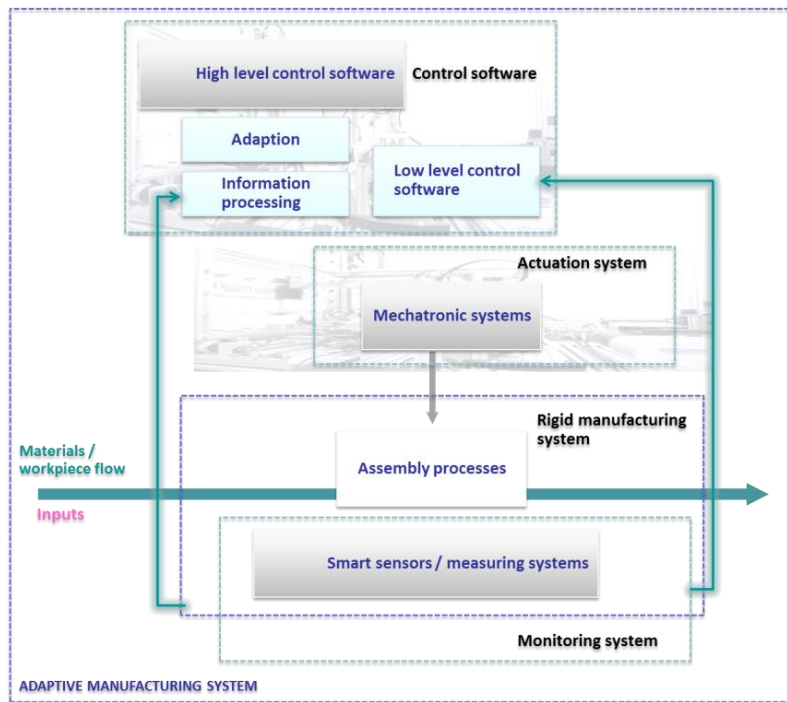 High level control software
Control software
Adaption
Information
processing
Low level control
software
Actuation system
Mechatronic systems
Rigid manufacturing
system
Materials /
workpiece flow
Assembly processes
Inputs
Smart sensors / measuring systems
Monitoring system
ADAPTIVE MANUFACTURING SYSTEM